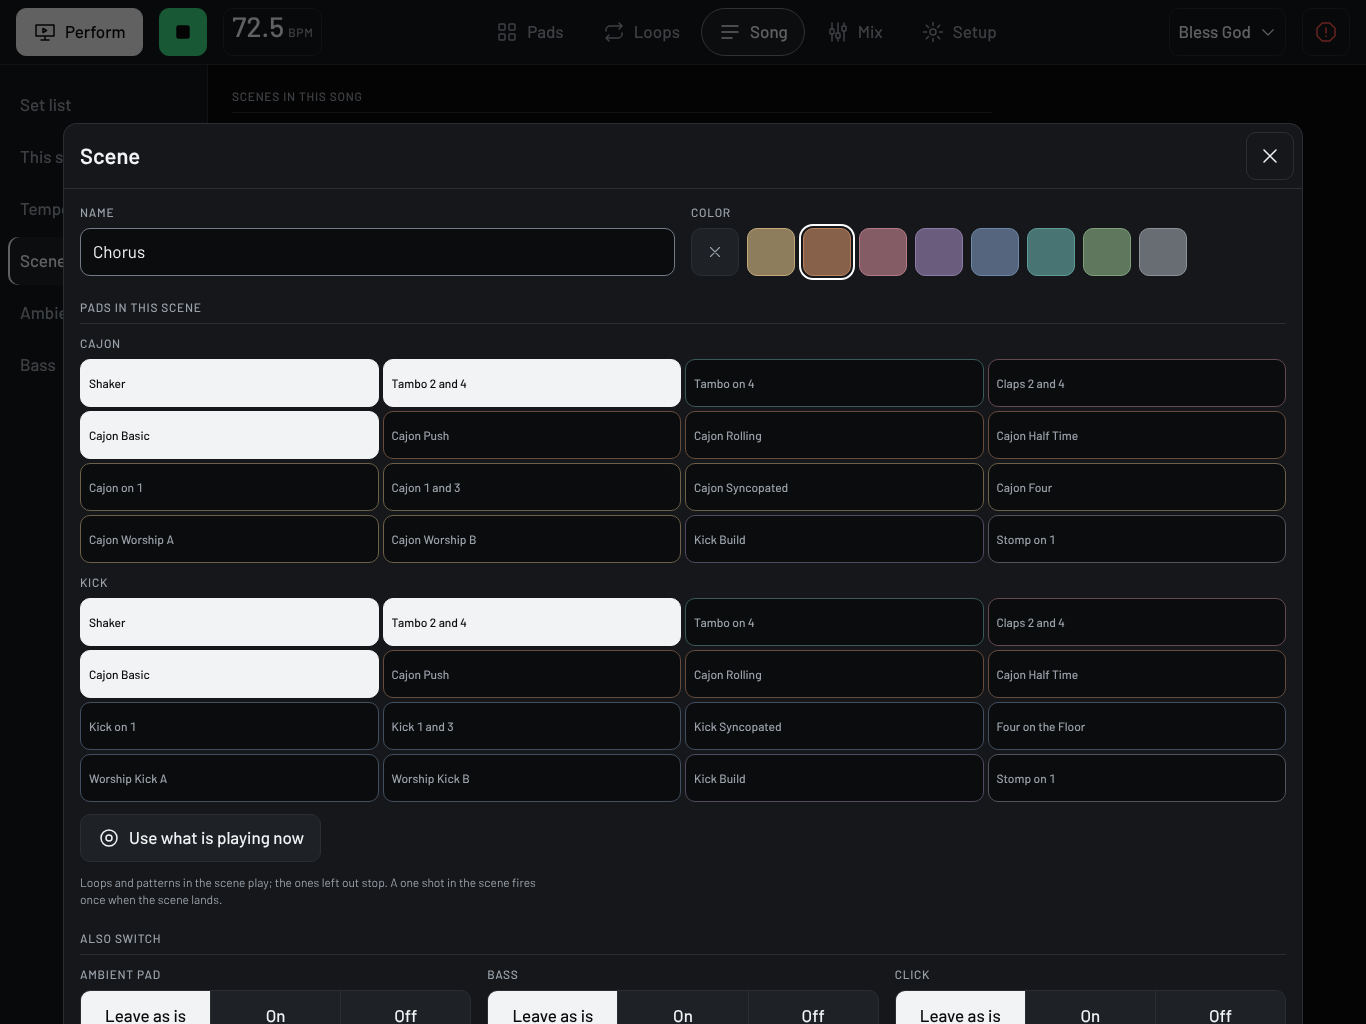 Perform
72.5 BPM
Pads
Loops
Song
Mix
Setup
Bless God
Set list
SCENES IN THIS SONG
This s
Tempo
Scene
Ambie
Bass
Scene
NAME
COLOR
Chorus
PADS IN THIS SCENE
CAJON
Shaker
Tambo 2 and 4
Tambo on 4
Claps 2 and 4
Cajon Basic
Cajon Push
Cajon Rolling
Cajon Half Time
Cajon on 1
Cajon 1 and 3
Cajon Syncopated
Cajon Four
Cajon Worship A
Cajon Worship B
Kick Build
Stomp on 1
KICK
Shaker
Tambo 2 and 4
Tambo on 4
Claps 2 and 4
Cajon Basic
Cajon Push
Cajon Rolling
Cajon Half Time
Kick on 1
Kick 1 and 3
Kick Syncopated
Four on the Floor
Worship Kick A
Worship Kick B
Kick Build
Stomp on 1
Use what is playing now
Loops and patterns in the scene play; the ones left out stop. A one shot in the scene fires
once when the scene lands.
ALSO SWITCH
AMBIENT PAD
BASS
CLICK
Leave as is
On
Off
Leave as is
On
Off
Leave as is
On
Off